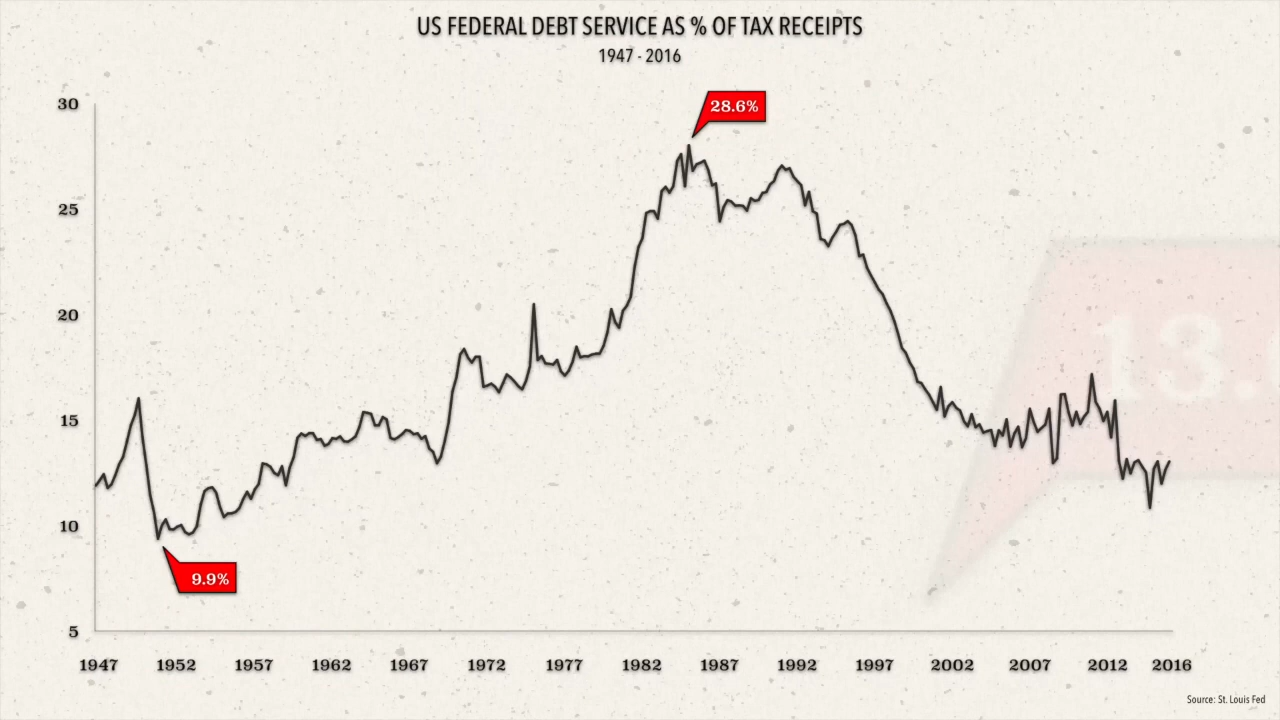 US FEDERAL DEBT SERVICE AS % OF TAX RECEIPTS
1947 - 2016
30
28.6%
25
20
15
10
9.9%
5
1947 1952 1957 1962 1967 1972 1977 1982 1987 1992 1997 2002 2007 2012 2016
Source: St. Louis Fed